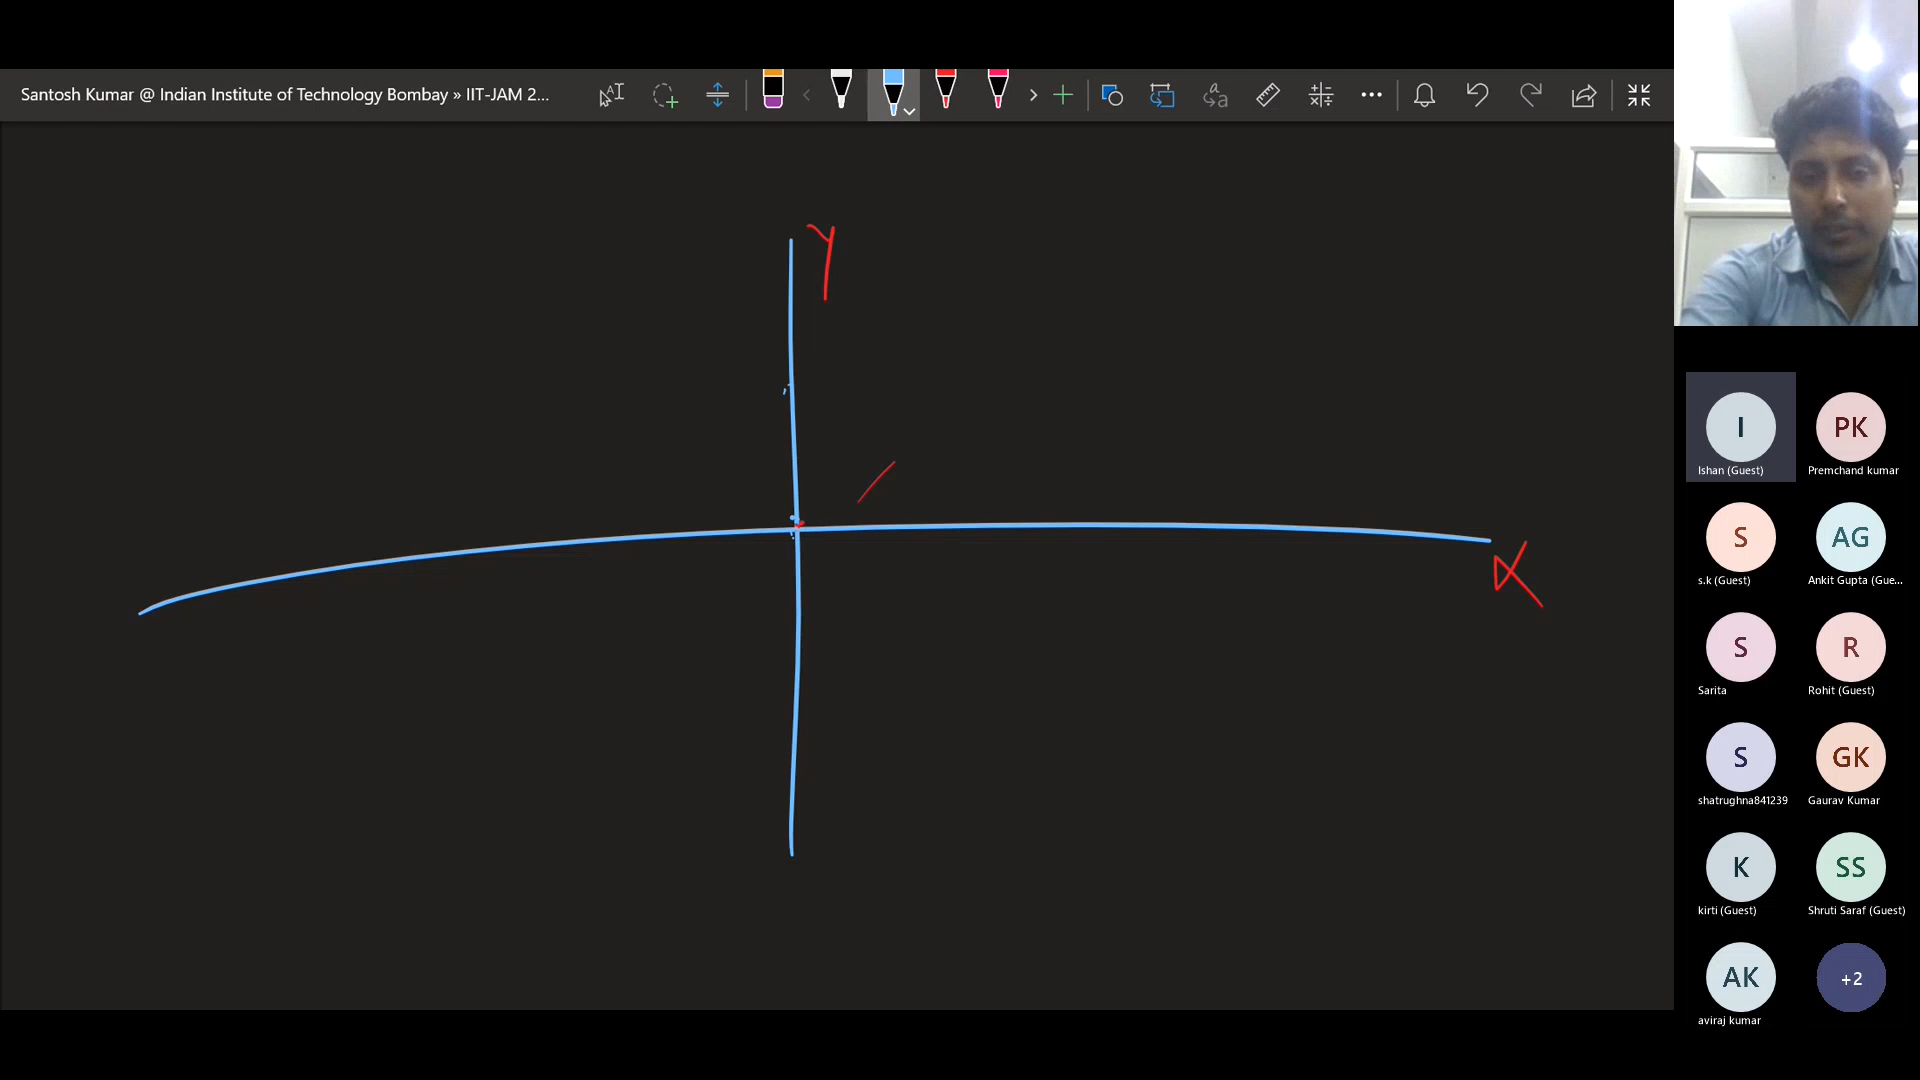 Santosh Kumar @ Indian Institute of Technology Bombay » IIT-JAM 2...
Y
X
I
Ishan (Guest)
PK
Premchand kumar
S
s.k (Guest)
AG
Ankit Gupta (Gue...
S
Sarita
R
Rohit (Guest)
S
shatrughna841239
GK
Gaurav Kumar
K
kirti (Guest)
SS
Shruti Saraf (Guest)
AK
aviraj kumar
+2